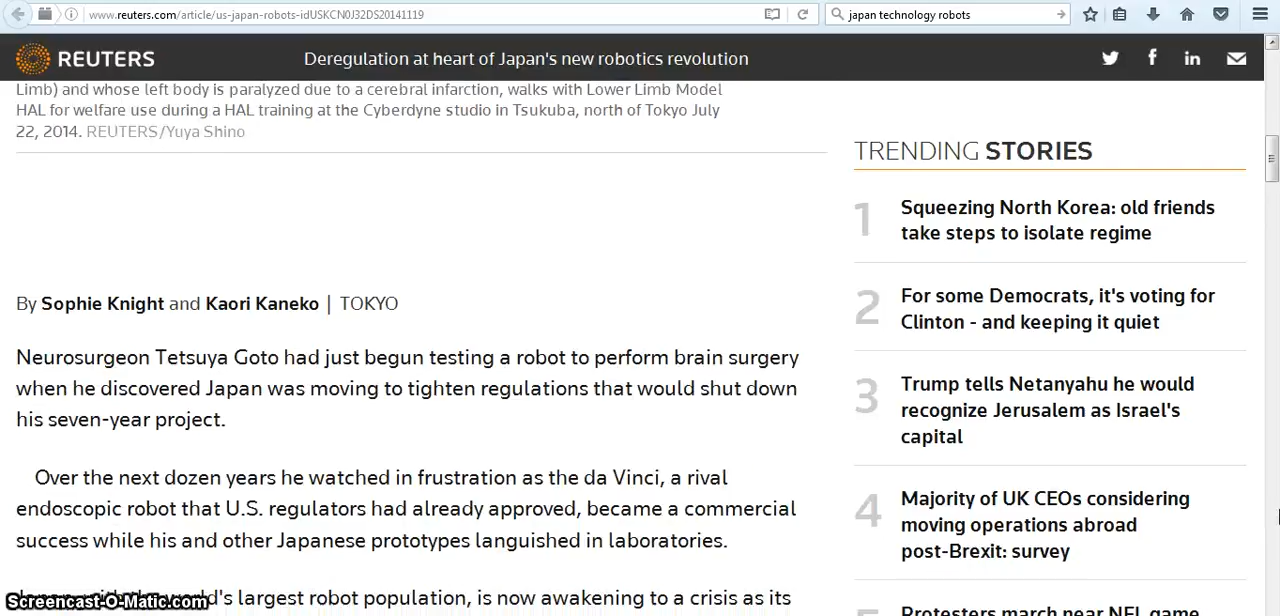 www.reuters.com/article/us-japan-robots-idUSKCN0J32DS20141119
japan technology robots
REUTERS
Deregulation at heart of Japan's new robotics revolution
Limb) and whose left body is paralyzed due to a cerebral infarction, walks with Lower Limb Model
HAL for welfare use during a HAL training at the Cyberdyne studio in Tsukuba, north of Tokyo July
22, 2014. REUTERS/Yuya Shino
By Sophie Knight and Kaori Kaneko | TOKYO
Neurosurgeon Tetsuya Goto had just begun testing a robot to perform brain surgery
when he discovered Japan was moving to tighten regulations that would shut down
his seven-year project.
Over the next dozen years he watched in frustration as the da Vinci, a rival
endoscopic robot that U.S. regulators had already approved, became a commercial
success while his and other Japanese prototypes languished in laboratories.
world's largest robot population, is now awakening to a crisis as its
Screencast-O-Matic.com
TRENDING STORIES
1
Squeezing North Korea: old friends
take steps to isolate regime
2
For some Democrats, it's voting for
Clinton - and keeping it quiet
3
Trump tells Netanyahu he would
recognize Jerusalem as Israel's
capital
4
Majority of UK CEOs considering
moving operations abroad
post-Brexit: survey
Protesters march near NFL game